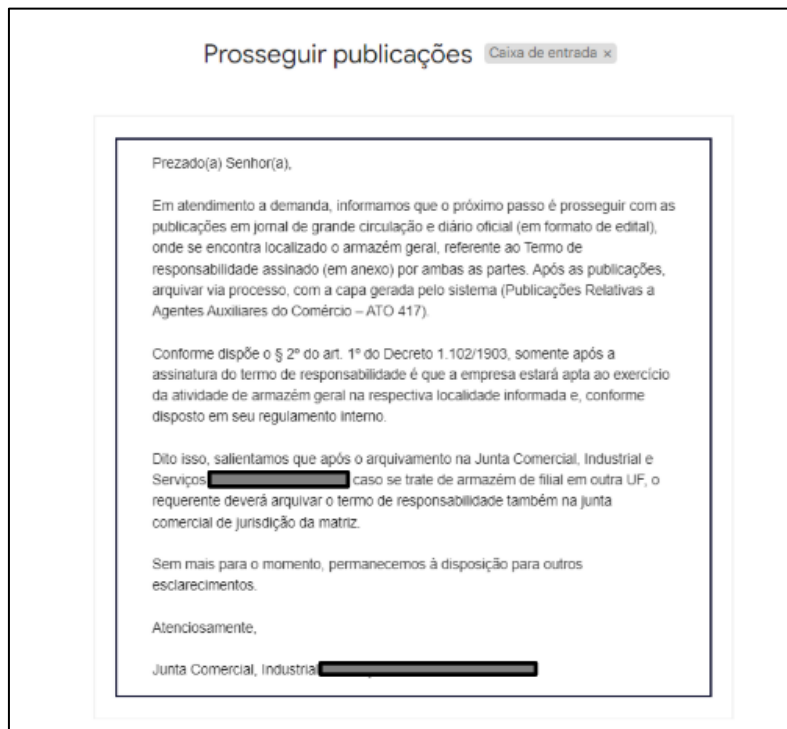 Prosseguir publicações Caixa de entrada ×
Prezado(a) Senhor(a),
Em atendimento a demanda, informamos que o próximo passo é prosseguir com as
publicações em jornal de grande circulação e diário oficial (em formato de edital),
onde se encontra localizado o armazém geral, referente ao Termo de
responsabilidade assinado (em anexo) por ambas as partes. Após as publicações,
arquivar via processo, com a capa gerada pelo sistema (Publicações Relativas a
Agentes Auxiliares do Comércio – ATO 417).
Conforme dispõe o § 2º do art. 1º do Decreto 1.102/1903, somente após a
assinatura do termo de responsabilidade é que a empresa estará apta ao exercício
da atividade de armazém geral na respectiva localidade informada e, conforme
disposto em seu regulamento interno.
Dito isso, salientamos que após o arquivamento na Junta Comercial, Industrial e
Serviços caso se trate de armazém de filial em outra UF, o
requerente deverá arquivar o termo de responsabilidade também na junta
comercial de jurisdição da matriz.
Sem mais para o momento, permanecemos à disposição para outros
esclarecimentos.
Atenciosamente,
Junta Comercial, Industrial